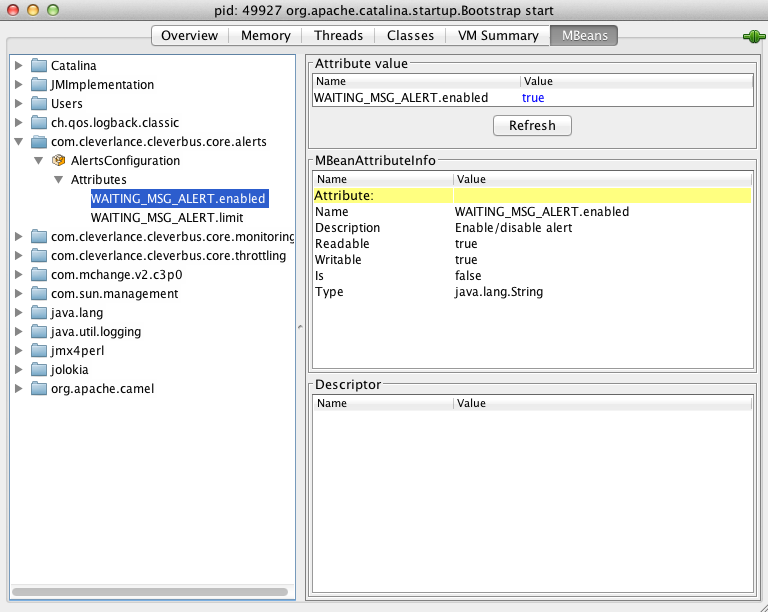 pid: 49927 org.apache.catalina.startup.Bootstrap start
Overview Memory Threads Classes VM Summary MBeans
Catalina
JMImplementation
Users
ch.qos.logback.classic
com.cleverlance.cleverbus.core.alerts
AlertsConfiguration
Attributes
WAITING_MSG_ALERT.enabled
WAITING_MSG_ALERT.limit
com.cleverlance.cleverbus.core.monitoring
com.cleverlance.cleverbus.core.throttling
com.mchange.v2.c3p0
com.sun.management
java.lang
java.util.logging
jmx4perl
jolokia
org.apache.camel
Attribute value
Name Value
WAITING_MSG_ALERT.enabled true
Refresh
MBeanAttributeInfo
Name Value
Attribute:
Name WAITING_MSG_ALERT.enabled
Description Enable/disable alert
Readable true
Writable true
Is false
Type java.lang.String
Descriptor
Name Value